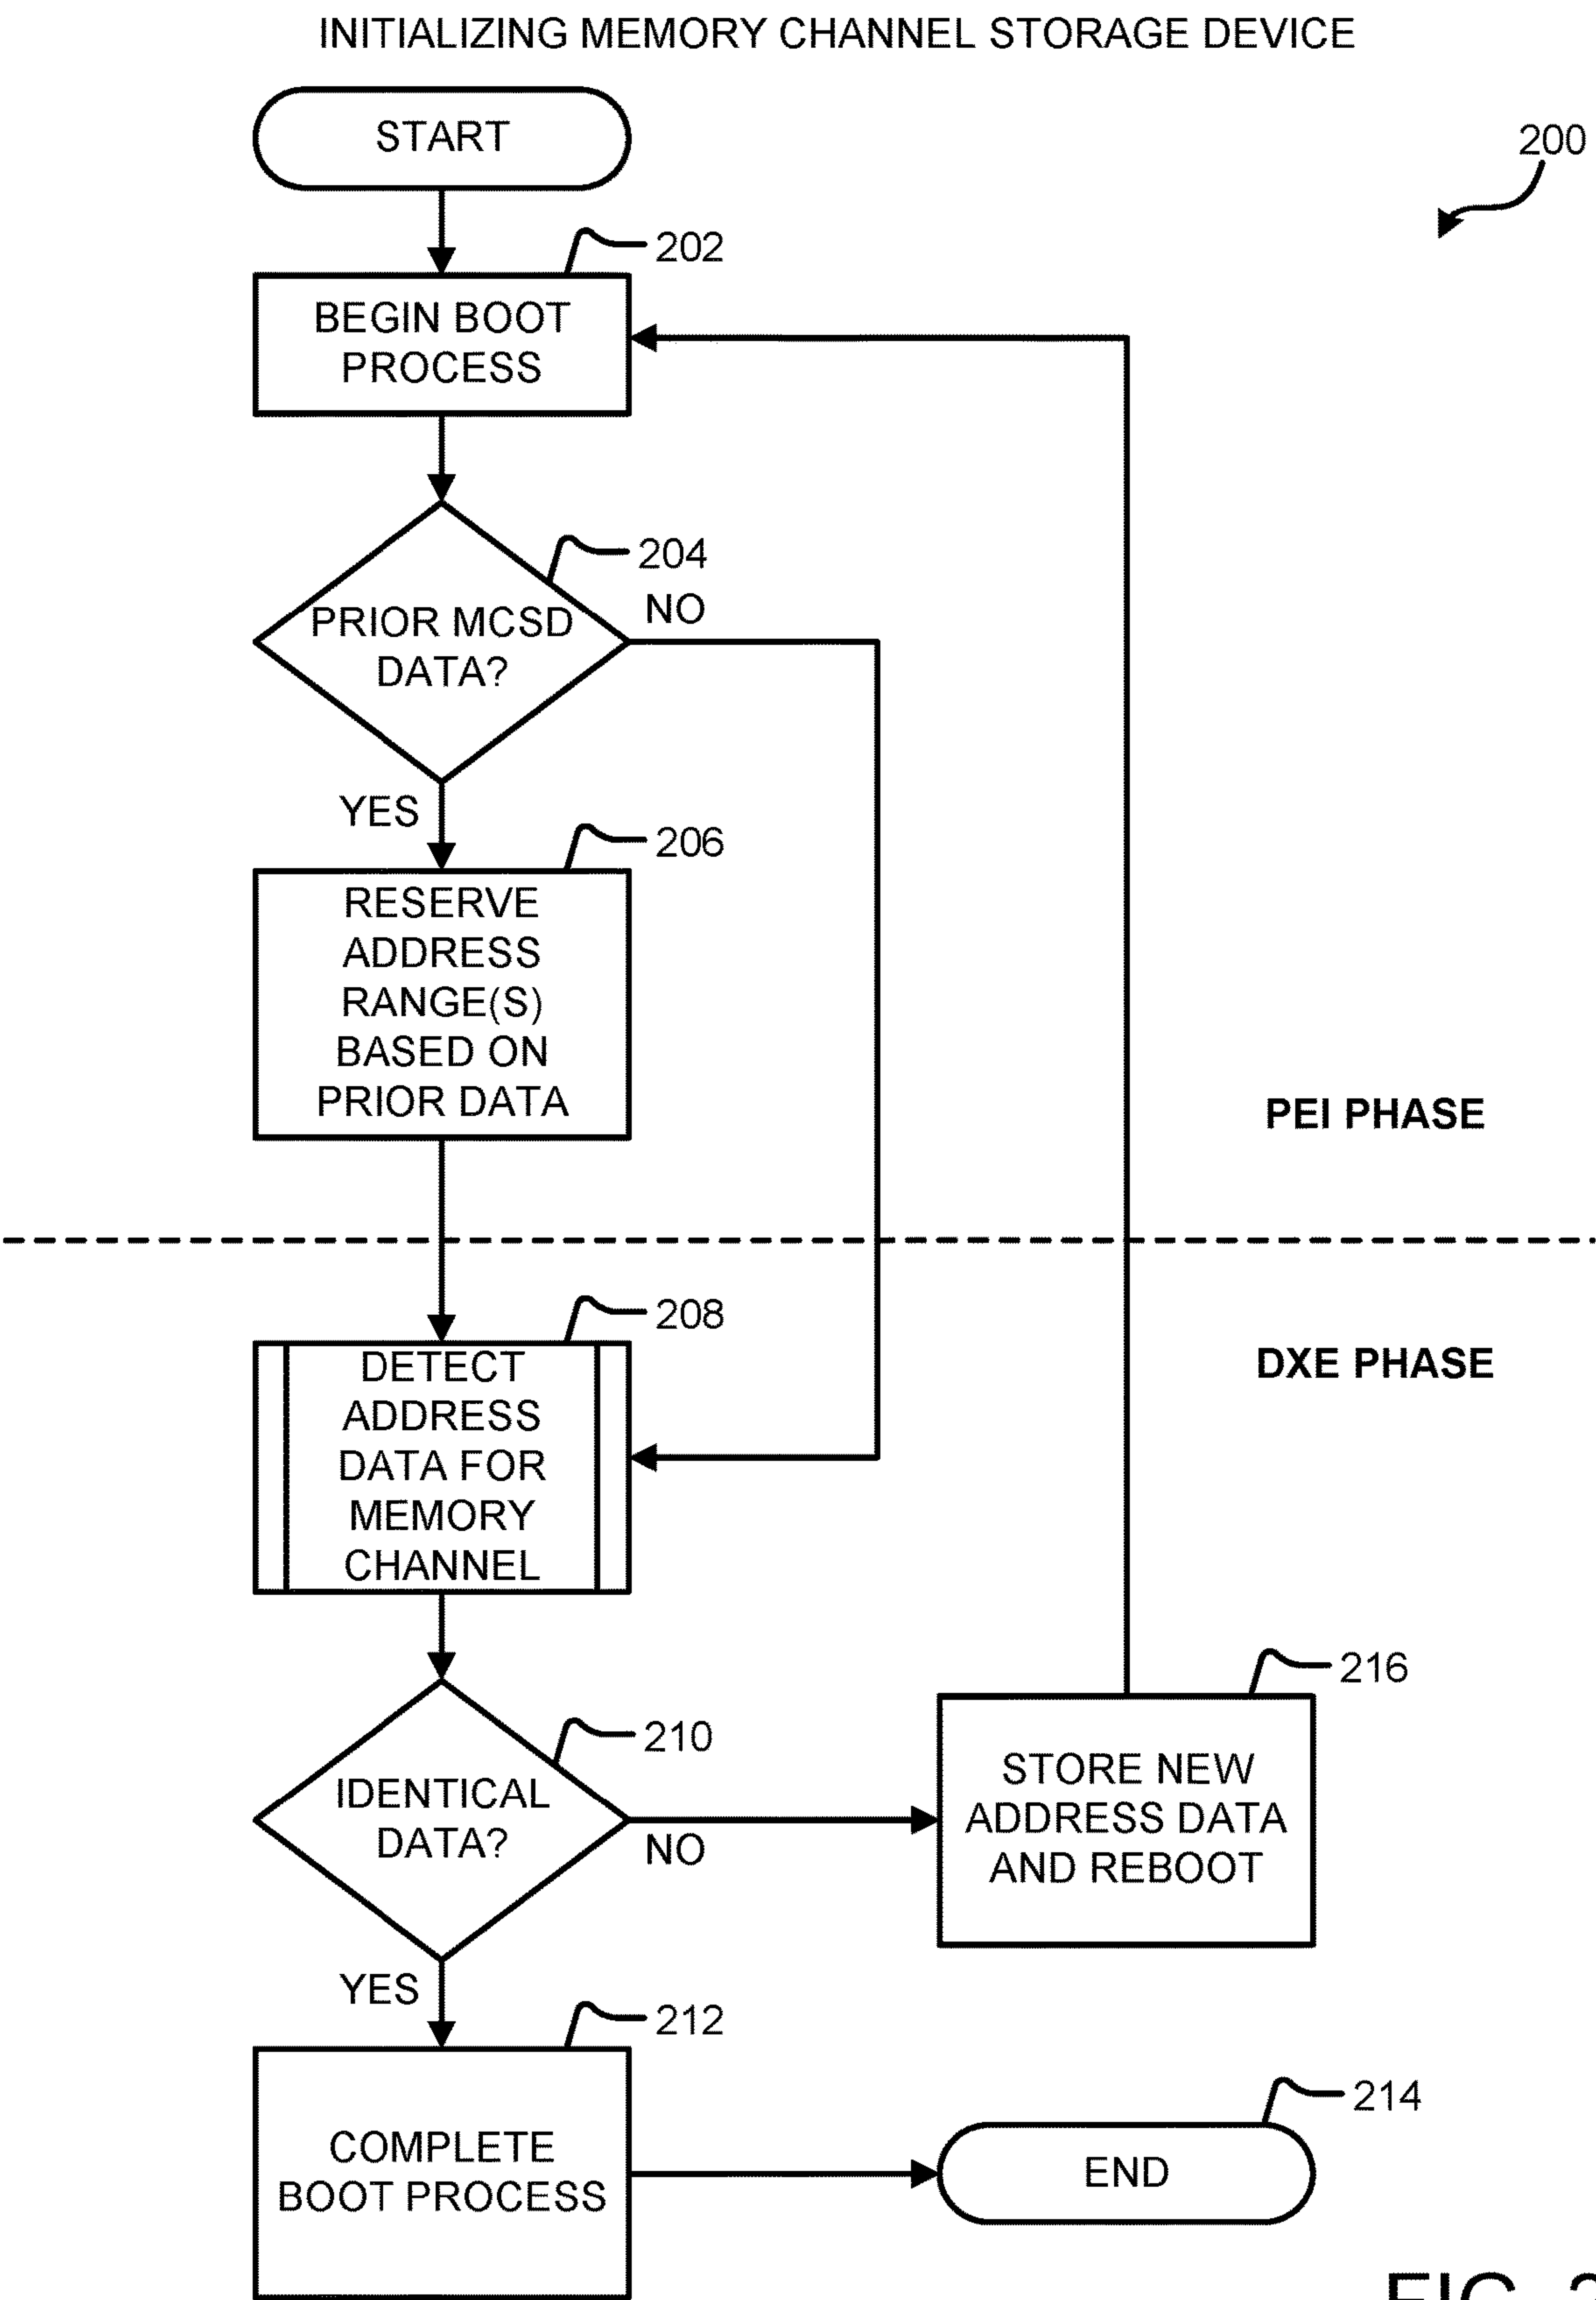 INITIALIZING MEMORY CHANNEL STORAGE DEVICE
START
200
202
BEGIN BOOT
PROCESS
204
NO
PRIOR MCSD
DATA?
YES
206
RESERVE
ADDRESS
RANGE(S)
BASED ON
PRIOR DATA
PEI PHASE
208
DXE PHASE
DETECT
ADDRESS
DATA FOR
MEMORY
CHANNEL
216
210
STORE NEW
ADDRESS DATA
AND REBOOT
IDENTICAL
DATA?
NO
YES
212
214
COMPLETE
BOOT PROCESS
END
FIG.